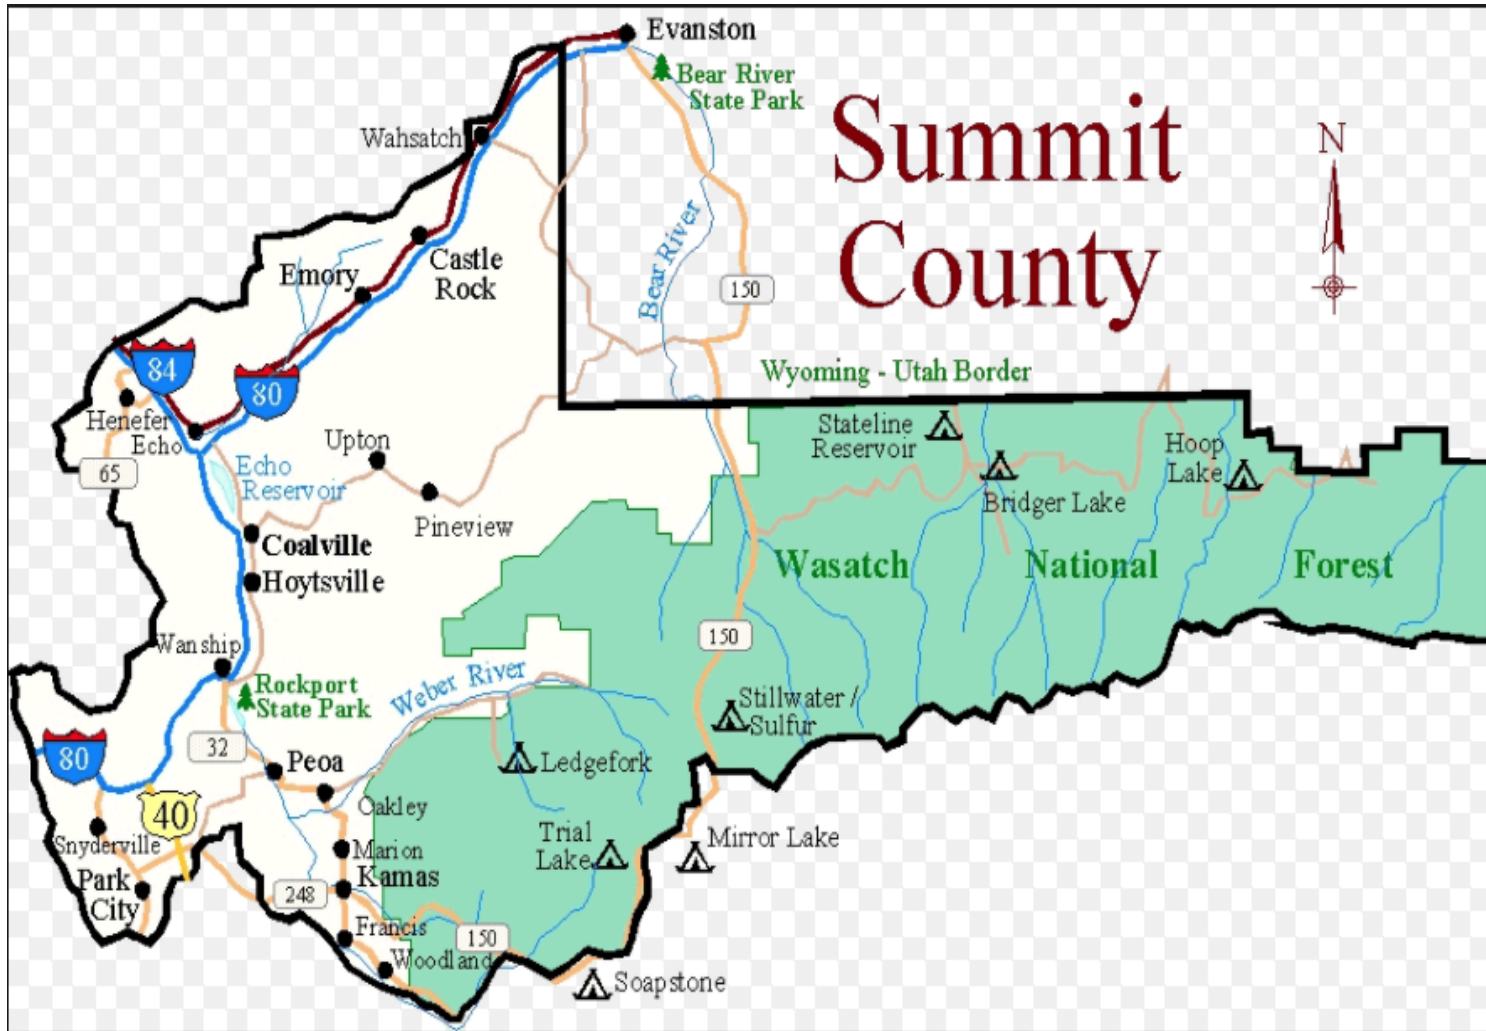 Evanston
Bear River
State Park
Summit
County
N
Wahsatch
Castle
Rock
Emory
Bear River
150
84
80
Wyoming - Utah Border
Henefer
Echo
65
Upton
Echo
Reservoir
Pineview
Stateline
Reservoir
Bridger Lake
Hoop
Lake
Coalville
Hoytsville
Wasatch National Forest
Wanship
150
Rockport
State Park
Weber River
Stillwater /
Sulfur
32
80
Peoa
Ledgefork
Oakley
40
Snyderville
Marion
Trial
Lake
Mirror Lake
Park
City
Kamas
248
Francis
150
Woodland
Soapstone